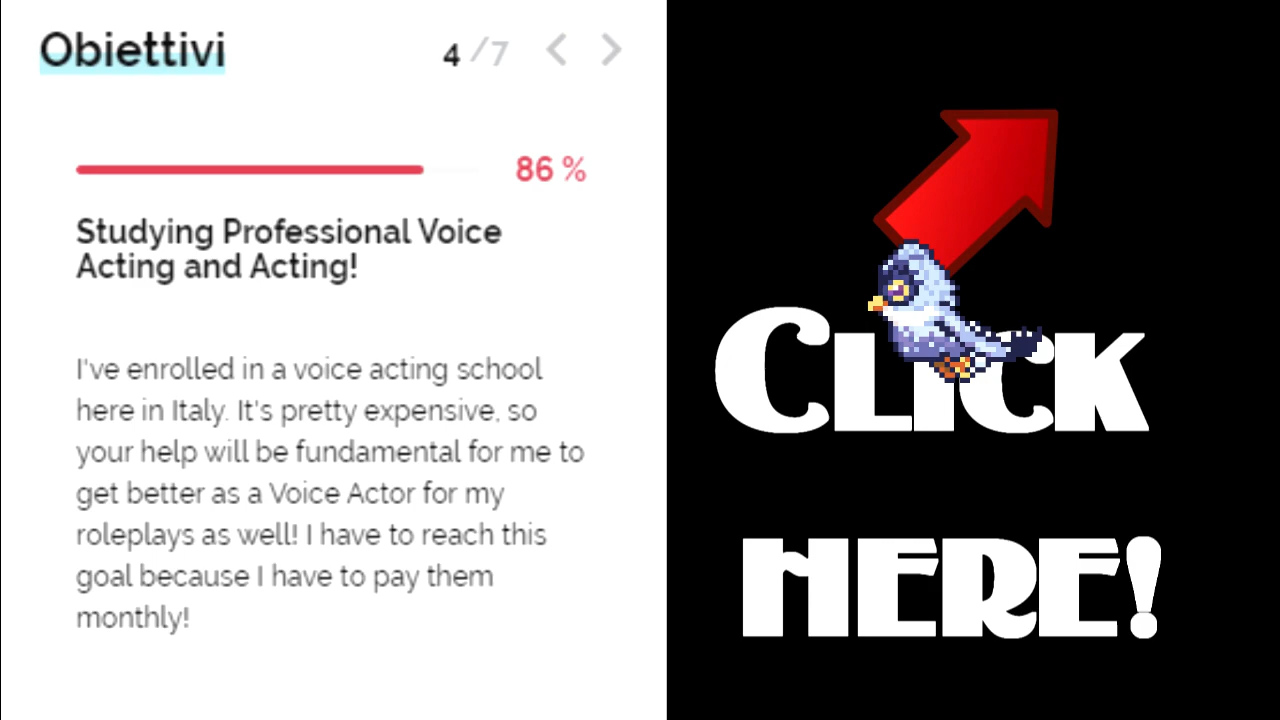 Obiettivi
4 /7
86 %
Studying Professional Voice
Acting and Acting!
I've enrolled in a voice acting school
here in Italy. It's pretty expensive, so
your help will be fundamental for me to
get better as a Voice Actor for my
roleplays as well! I have to reach this
goal because I have to pay them
monthly!
CLICK
HERE!